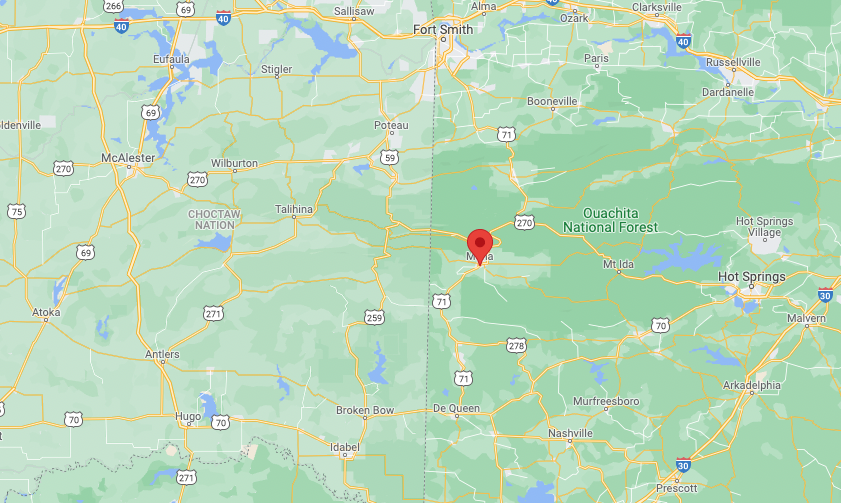 266
69
Sallisaw
Alma
40
Clarksville
40
40
Ozark
Fort Smith
40
Eufaula
Stigler
Paris
Russellville
Dardanelle
69
Booneville
Poteau
71
McAlester
59
270
Wilburton
270
75
Talihina
CHOCTAW
NATION
270
Ouachita
National Forest
Hot Springs
Village
69
Mt Ida
Hot Springs
71
30
Atoka
271
259
70
Malvern
278
Antlers
71
Arkadelphia
Murfreesboro
70
Hugo
70
Broken Bow
De Queen
Nashville
Idabel
30
271
Prescott